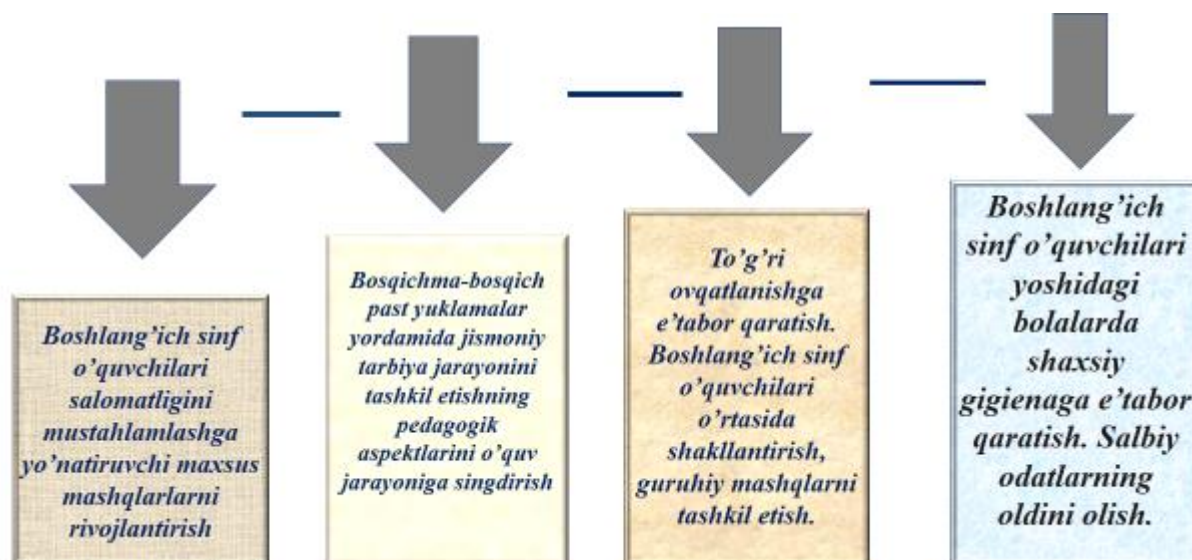 Boshlang’ich sinf
o’quvchilari
salomatligini
mustahlamlashga
yo’natiruvchi maxsus
mashqlarlarni
rivojlantirish
Bosqichma-bosqich
past yuklamalar
yordamida jismoniy
tarbiya jarayonini
tashkil etishning
pedagogik
aspektlarini o’quv
jarayoniga singdirish
To’g’ri
ovqatlanishga
e’tabor qaratish.
Boshlang’ich sinf
o’quvchilari
o’rtasida
shakllantirish,
guruhiy mashqlarni
tashkil etish.
Boshlang’ich
sinf o’quvchilari
yoshidagi
bolalarda
shaxsiy
gigienaga e’tabor
qaratish. Salbiy
odatlarning
oldini olish.